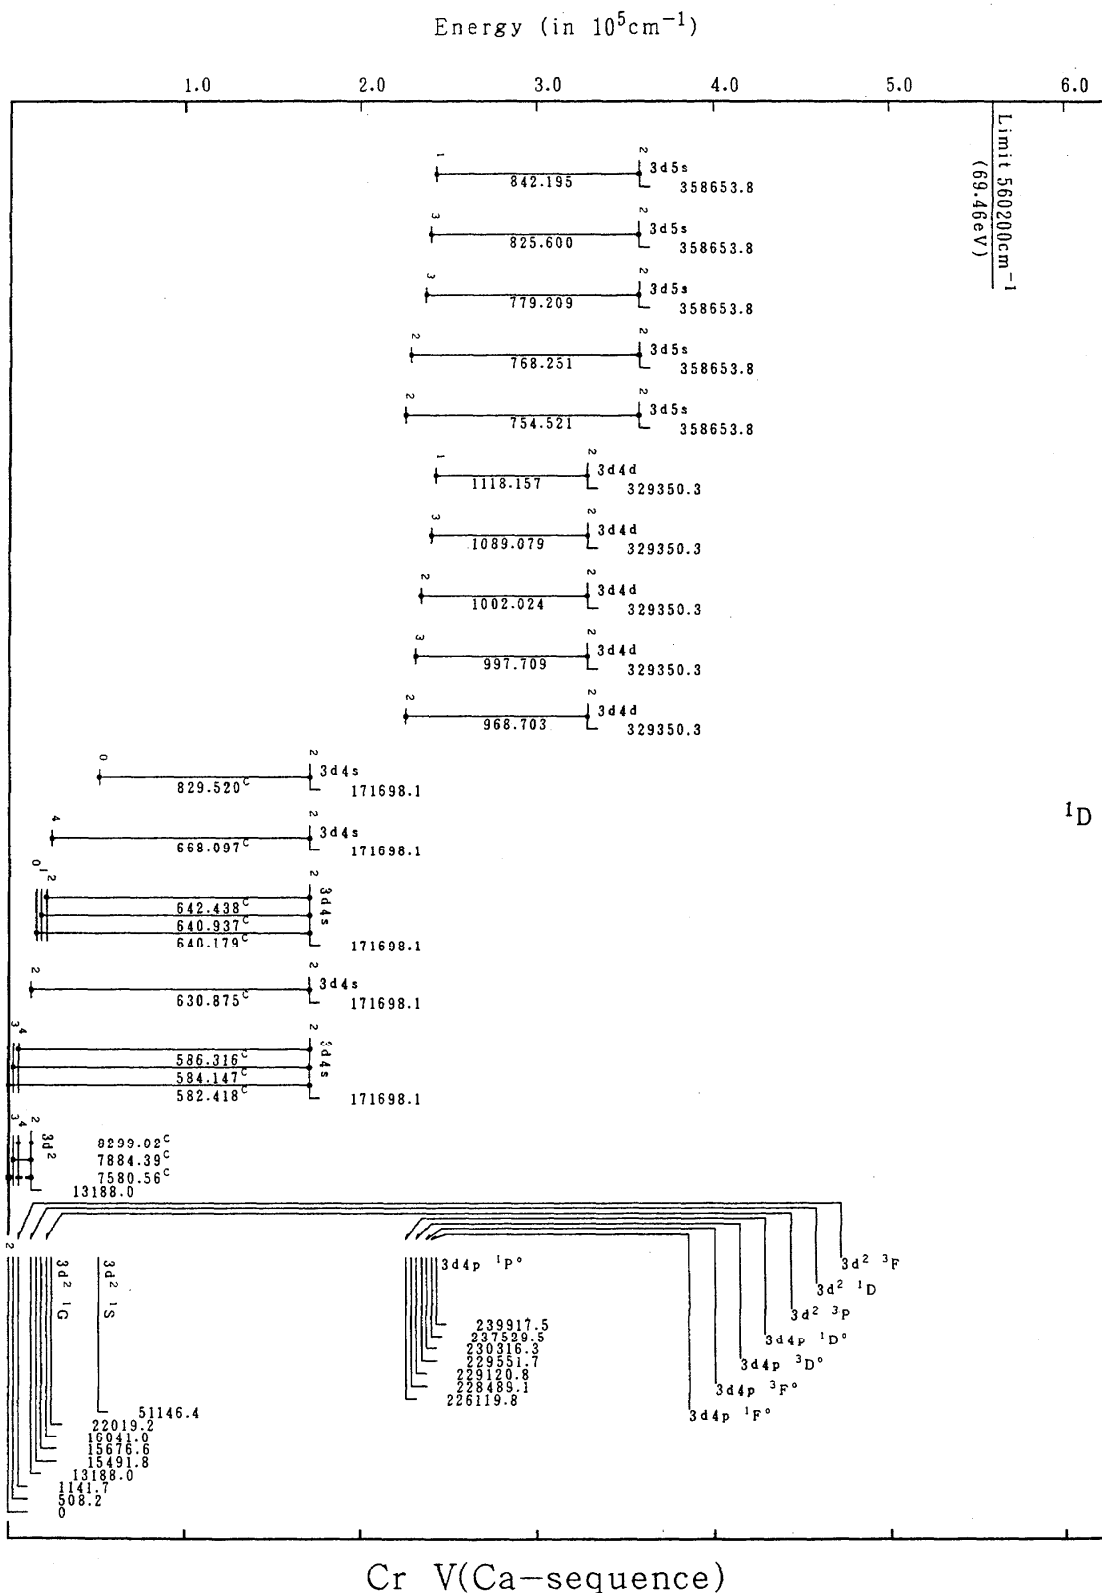 Energy (in 10⁵cm⁻¹)
1.0 2.0 3.0 4.0 5.0 6.0
Limit 560200cm⁻¹
(69.46eV)
1 842.195 2 3d5s 358653.8
3 825.600 2 3d5s 358653.8
3 779.209 2 3d5s 358653.8
2 768.251 2 3d5s 358653.8
2 754.521 2 3d5s 358653.8
1 1118.157 2 3d4d 329350.3
3 1089.079 2 3d4d 329350.3
2 1002.024 2 3d4d 329350.3
3 997.709 2 3d4d 329350.3
2 968.703 2 3d4d 329350.3
0 829.520ᶜ 2 3d4s 171698.1
¹D
4 668.097ᶜ 2 3d4s 171698.1
0 1 2 2 3d4s
642.438ᶜ
640.937ᶜ
640.179ᶜ 171698.1
2 630.875ᶜ 2 3d4s 171698.1
3 4 2 3d4s
586.316ᶜ
584.147ᶜ
582.418ᶜ 171698.1
3 4 2 3d²
8299.02ᶜ
7884.39ᶜ
7580.56ᶜ
13188.0
2
3d² ¹G
3d² ¹S
3d4p ¹P°
3d² ³F
3d² ¹D
3d² ³P
3d4p ¹D°
3d4p ³D°
3d4p ³F°
3d4p ¹F°
239917.5
237529.5
230316.3
229551.7
229120.8
228489.1
226119.8
51146.4
22019.2
16041.0
15676.6
15491.8
13188.0
1141.7
508.2
0
Cr V(Ca−sequence)